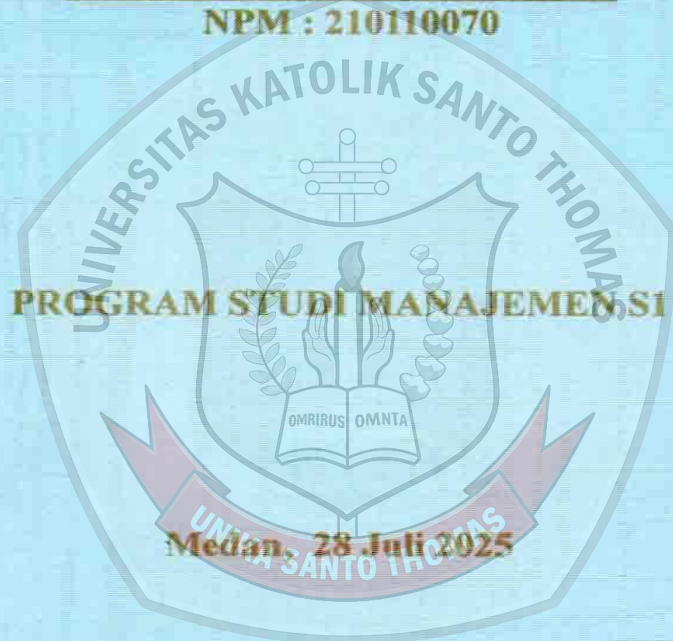 NPM : 210110070
UNIVERSITAS KATOLIK SANTO THOMAS
PROGRAM STUDI MANAJEMEN S1
OMRIRUS OMNTA
Medan, 28 Juli 2025
UNIKA SANTO THOMAS